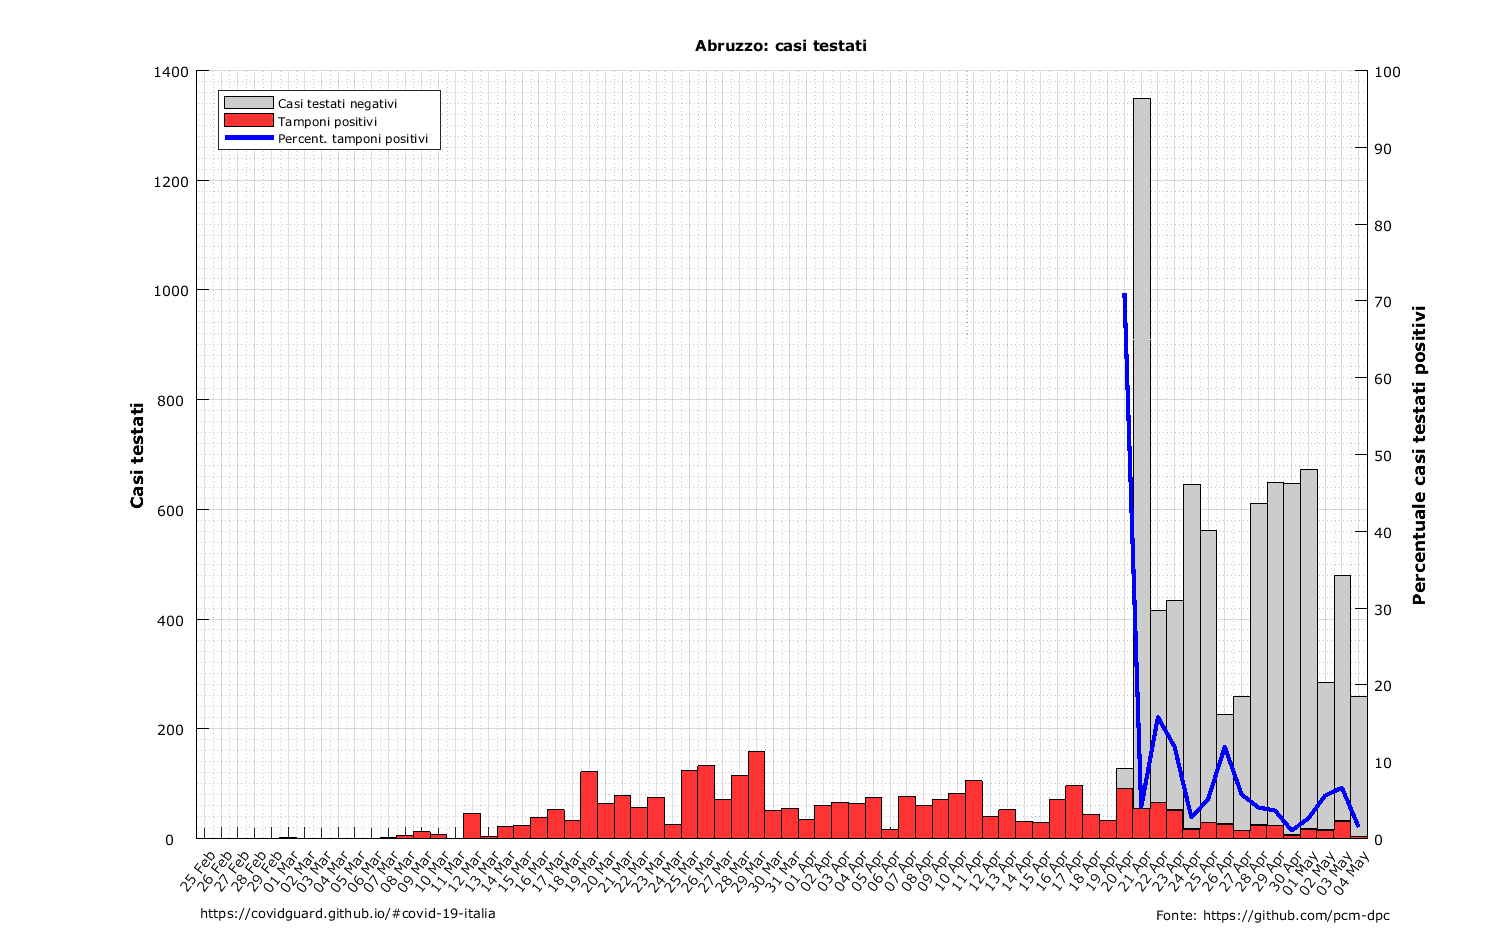 Abruzzo: casi testati
Casi testati negativi
Tamponi positivi
Percent. tamponi positivi
1400
1200
1000
800
600
400
200
0
Casi testati
100
90
80
70
60
50
40
30
20
10
0
Percentuale casi testati positivi
25 Feb
26 Feb
27 Feb
28 Feb
29 Feb
01 Mar
02 Mar
03 Mar
04 Mar
05 Mar
06 Mar
07 Mar
08 Mar
09 Mar
10 Mar
11 Mar
12 Mar
13 Mar
14 Mar
15 Mar
16 Mar
17 Mar
18 Mar
19 Mar
20 Mar
21 Mar
22 Mar
23 Mar
24 Mar
25 Mar
26 Mar
27 Mar
28 Mar
29 Mar
30 Mar
31 Mar
01 Apr
02 Apr
03 Apr
04 Apr
05 Apr
06 Apr
07 Apr
08 Apr
09 Apr
10 Apr
11 Apr
12 Apr
13 Apr
14 Apr
15 Apr
16 Apr
17 Apr
18 Apr
19 Apr
20 Apr
21 Apr
22 Apr
23 Apr
24 Apr
25 Apr
26 Apr
27 Apr
28 Apr
29 Apr
30 Apr
01 May
02 May
03 May
04 May
https://covidguard.github.io/#covid-19-italia
Fonte: https://github.com/pcm-dpc